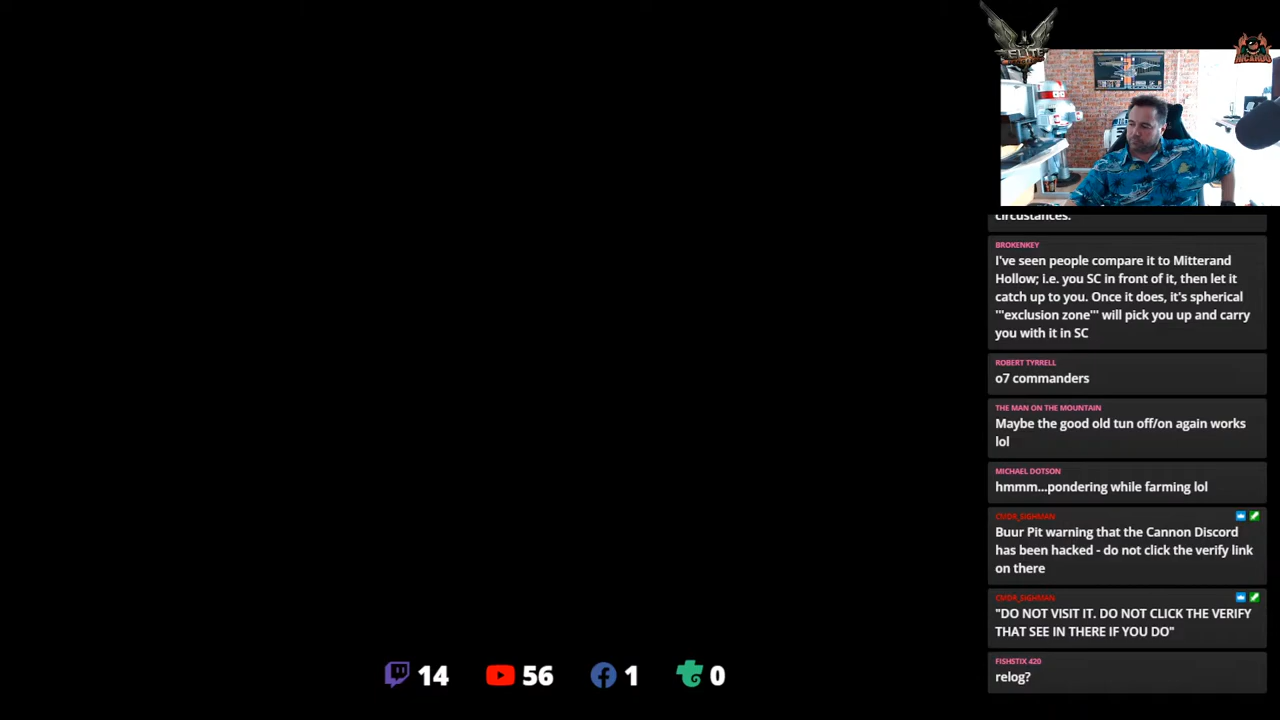 ELITE
RICARDO
circustances.
BROKENKEY
I've seen people compare it to Mitterand
Hollow; i.e. you SC in front of it, then let it
catch up to you. Once it does, it's spherical
'"exclusion zone"' will pick you up and carry
you with it in SC
ROBERT TYRRELL
o7 commanders
THE MAN ON THE MOUNTAIN
Maybe the good old tun off/on again works
lol
MICHAEL DOTSON
hmmm...pondering while farming lol
CMDR_SIGHMAN
Buur Pit warning that the Cannon Discord
has been hacked - do not click the verify link
on there
CMDR_SIGHMAN
"DO NOT VISIT IT. DO NOT CLICK THE VERIFY
THAT SEE IN THERE IF YOU DO"
FISHSTIX 420
relog?
14 56 1 0